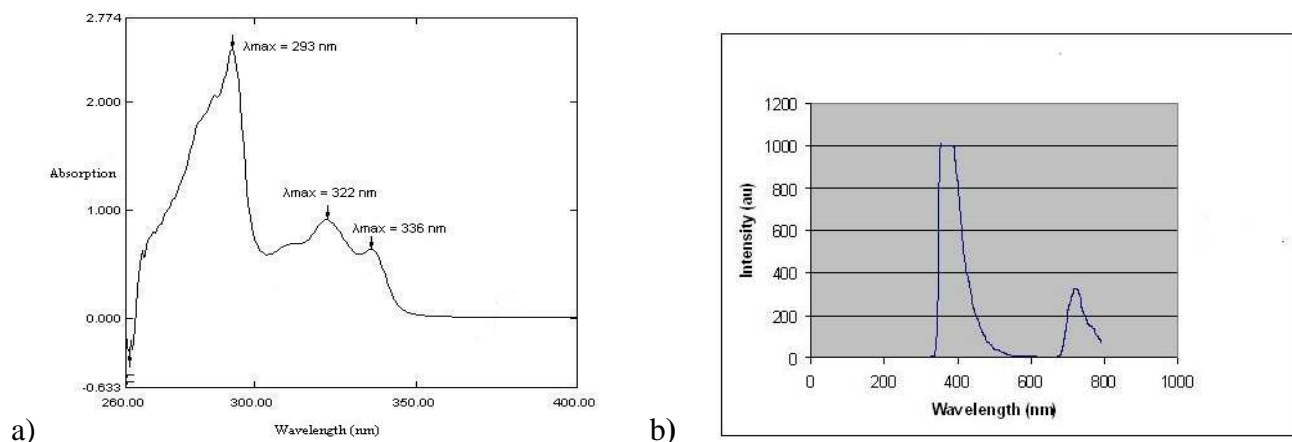 2.774
λmax = 293 nm
2.000
Absorption
λmax = 322 nm
1.000
λmax = 336 nm
0.000
-0.633
260.00 300.00 350.00 400.00
Wavelength (nm)
a)
1200
1000
800
600
400
200
0
Intensity (au)
0 200 400 600 800 1000
Wavelength (nm)
b)